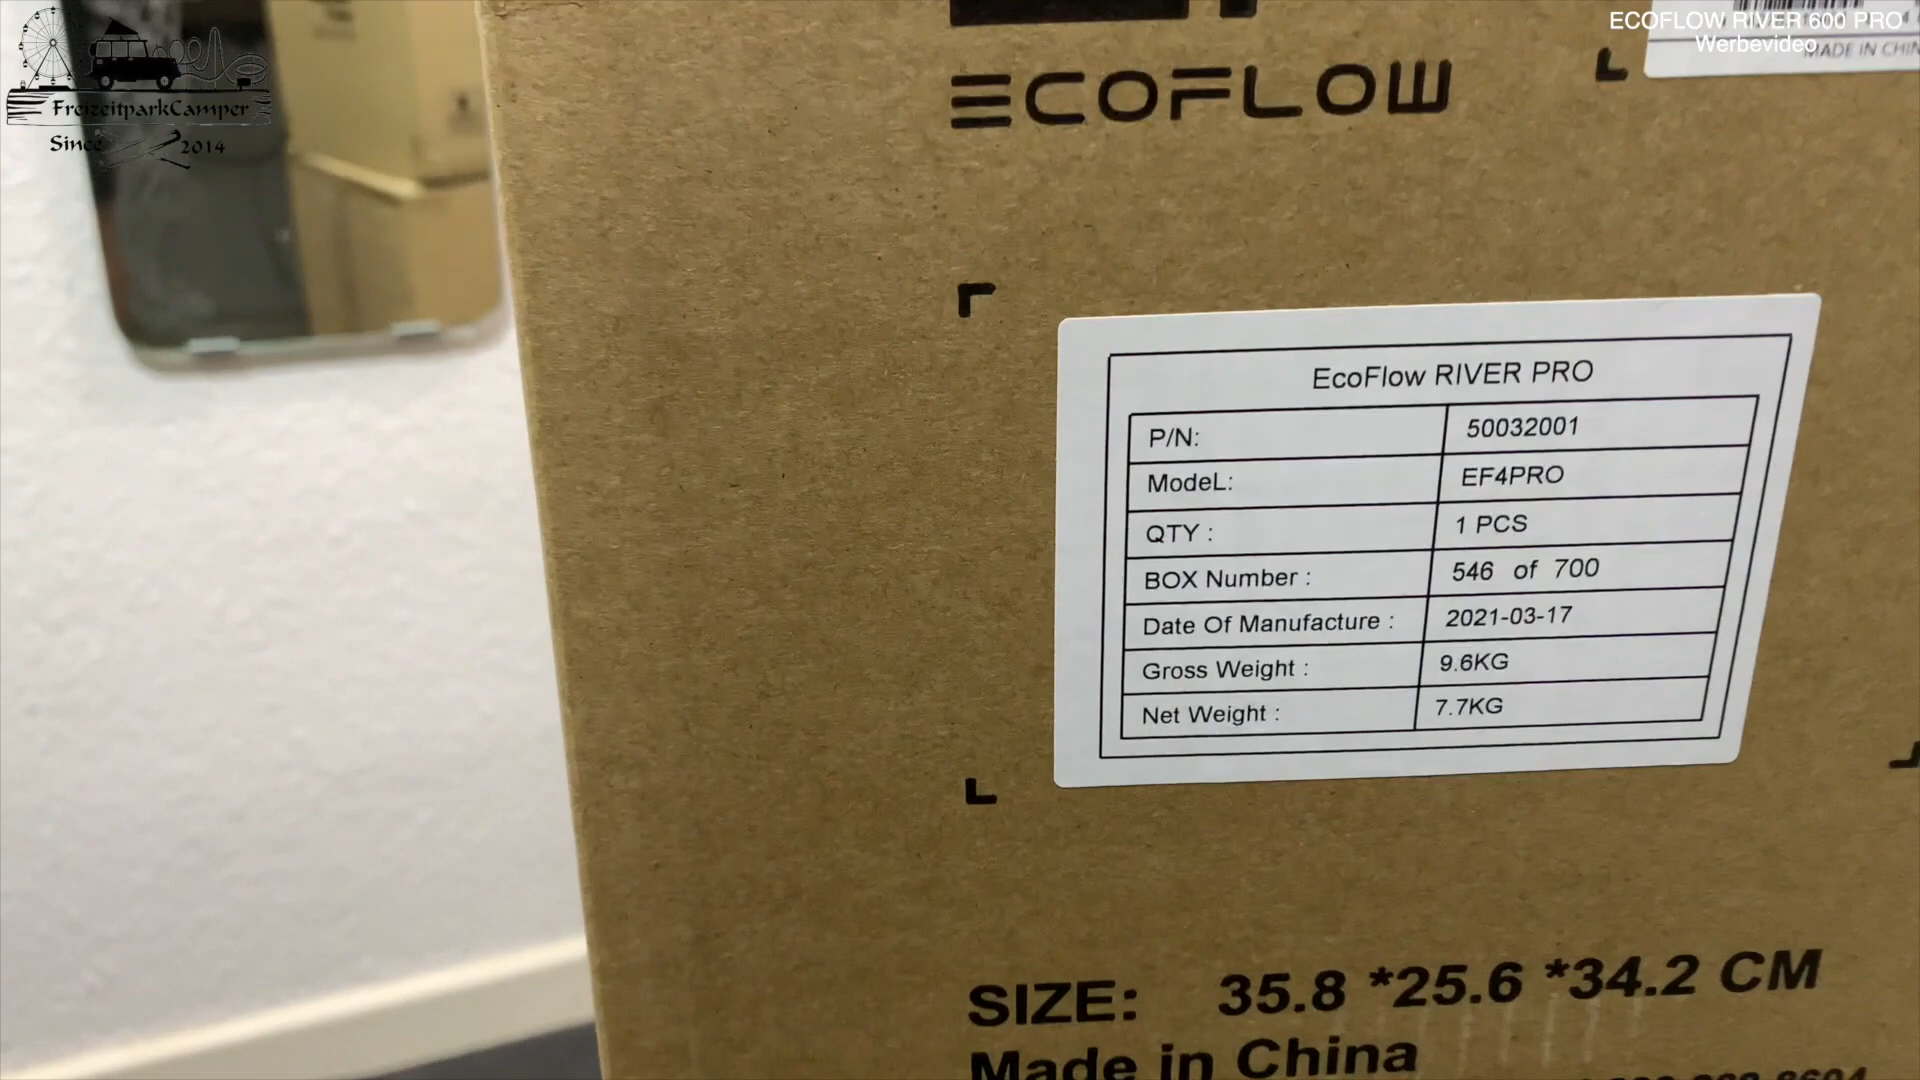 FreizeitparkCamper
Since 2014
ECOFLOW RIVER 600 PRO
Werbevideo
MADE IN
ECOFLOW
EcoFlow RIVER PRO
P/N: 50032001
ModeL: EF4PRO
QTY : 1 PCS
BOX Number : 546 of 700
Date Of Manufacture : 2021-03-17
Gross Weight : 9.6KG
Net Weight : 7.7KG
SIZE: 35.8 *25.6 *34.2 CM
Made in China